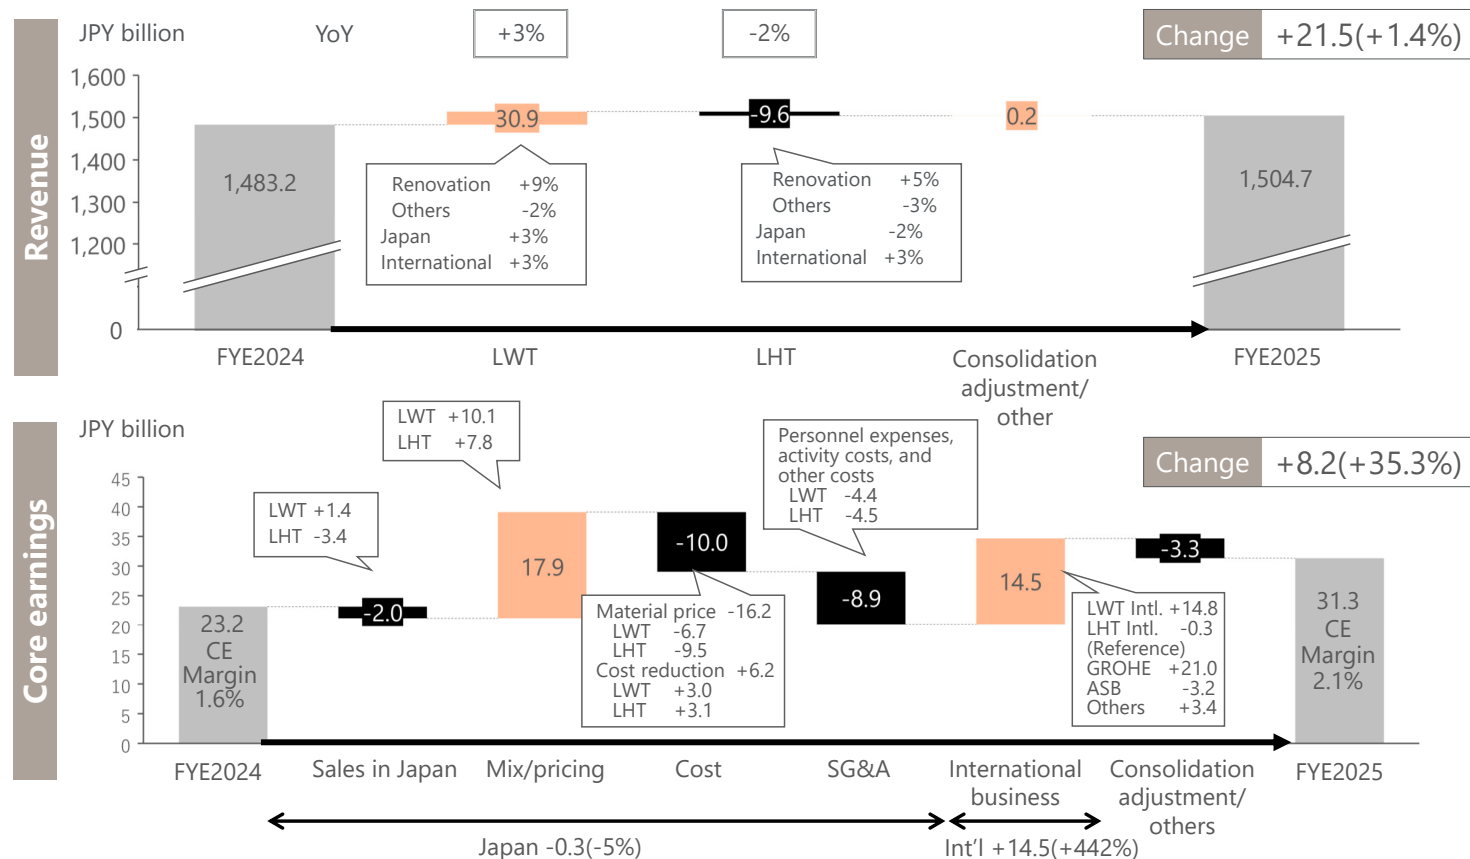 Revenue
JPY billion
YoY
+3%
-2%
Change +21.5(+1.4%)
1,600
1,500
1,400
1,300
1,200
0
1,483.2
30.9
-9.6
0.2
1,504.7
Renovation +9%
Others -2%
Japan +3%
International +3%
Renovation +5%
Others -3%
Japan -2%
International +3%
FYE2024
LWT
LHT
Consolidation
adjustment/
other
FYE2025
Core earnings
JPY billion
Change +8.2(+35.3%)
45
40
35
30
25
20
15
10
5
0
23.2
CE
Margin
1.6%
LWT +1.4
LHT -3.4
-2.0
LWT +10.1
LHT +7.8
17.9
-10.0
Material price -16.2
LWT -6.7
LHT -9.5
Cost reduction +6.2
LWT +3.0
LHT +3.1
Personnel expenses,
activity costs, and
other costs
LWT -4.4
LHT -4.5
-8.9
14.5
LWT Intl. +14.8
LHT Intl. -0.3
(Reference)
GROHE +21.0
ASB -3.2
Others +3.4
-3.3
31.3
CE
Margin
2.1%
FYE2024
Sales in Japan
Mix/pricing
Cost
SG&A
International
business
Consolidation
adjustment/
others
FYE2025
Japan -0.3(-5%)
Int'l +14.5(+442%)